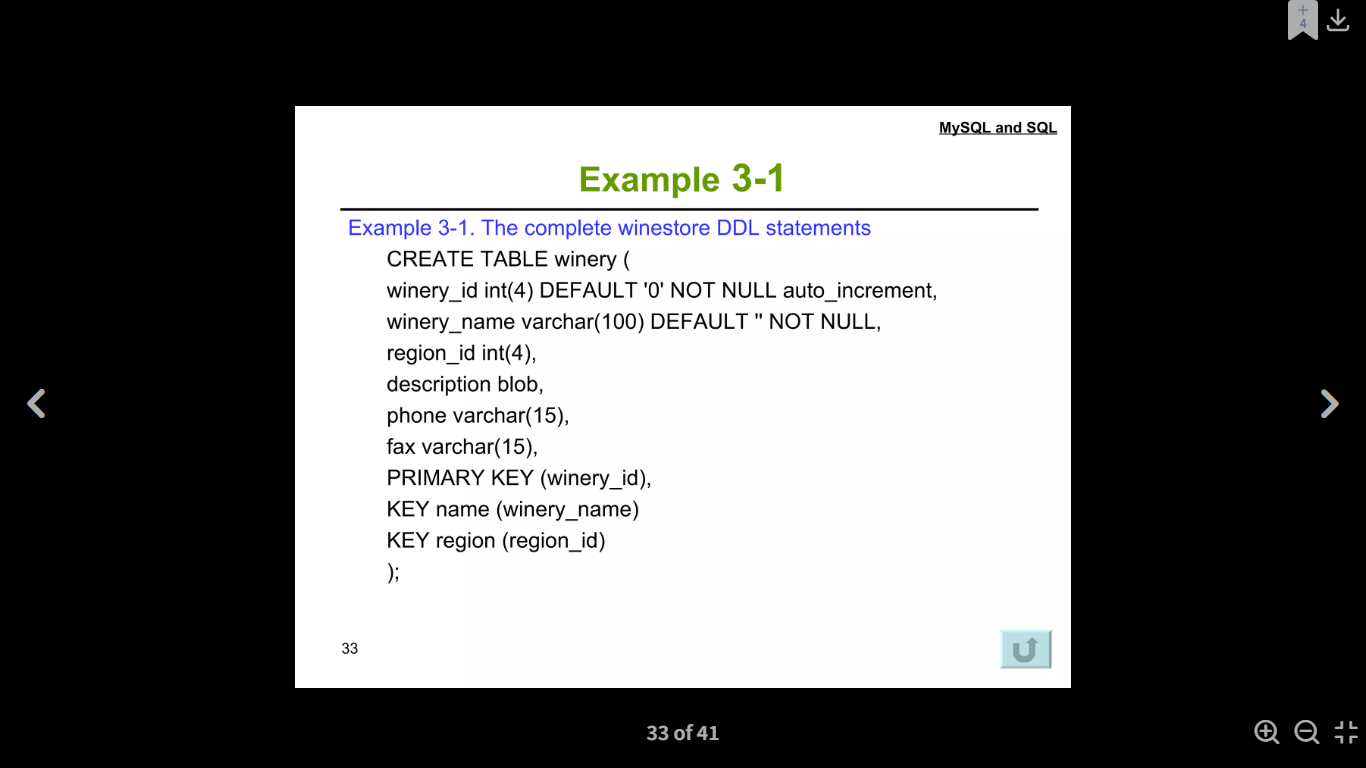 +
4
MySQL and SQL
Example 3-1
Example 3-1. The complete winestore DDL statements
CREATE TABLE winery (
winery_id int(4) DEFAULT '0' NOT NULL auto_increment,
winery_name varchar(100) DEFAULT '' NOT NULL,
region_id int(4),
description blob,
phone varchar(15),
fax varchar(15),
PRIMARY KEY (winery_id),
KEY name (winery_name)
KEY region (region_id)
);
33
33 of 41